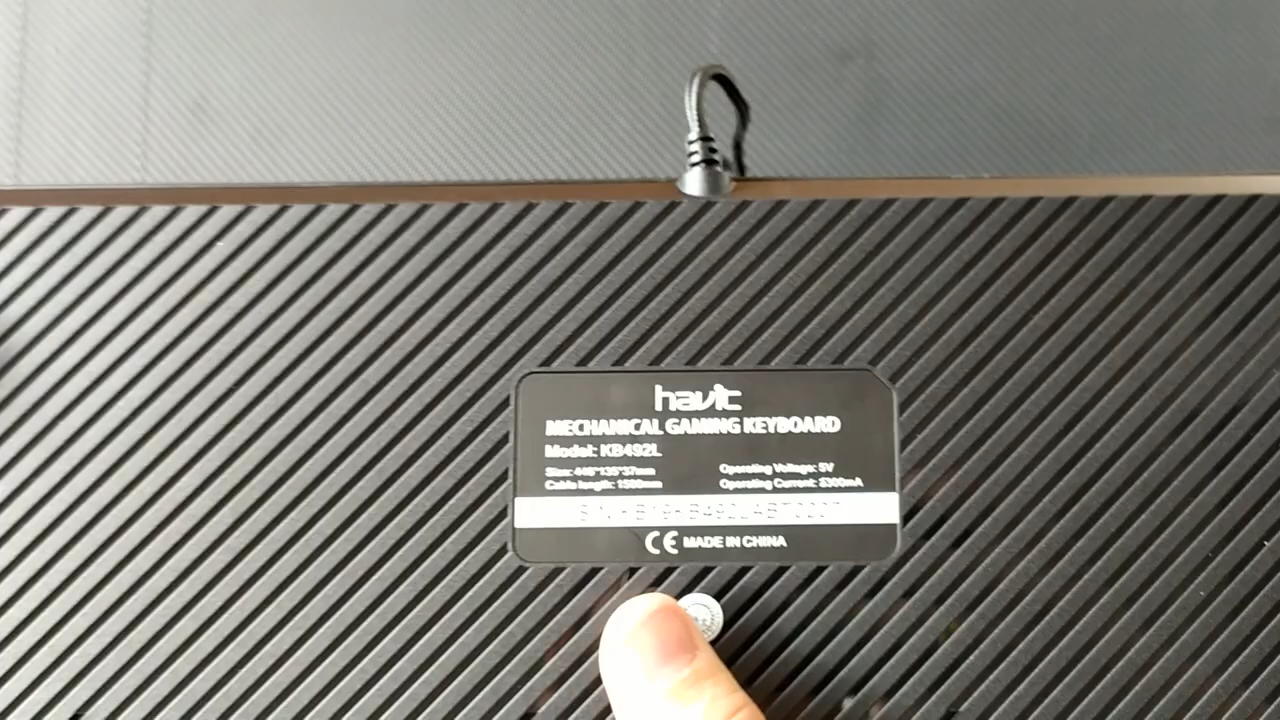 havit
MECHANICAL GAMING KEYBOARD
Model: KB492L
Size: 446*135*37mm
Operating Voltage: 5V
Cable length: 1500mm
Operating Current: ≤300mA
CE MADE IN CHINA